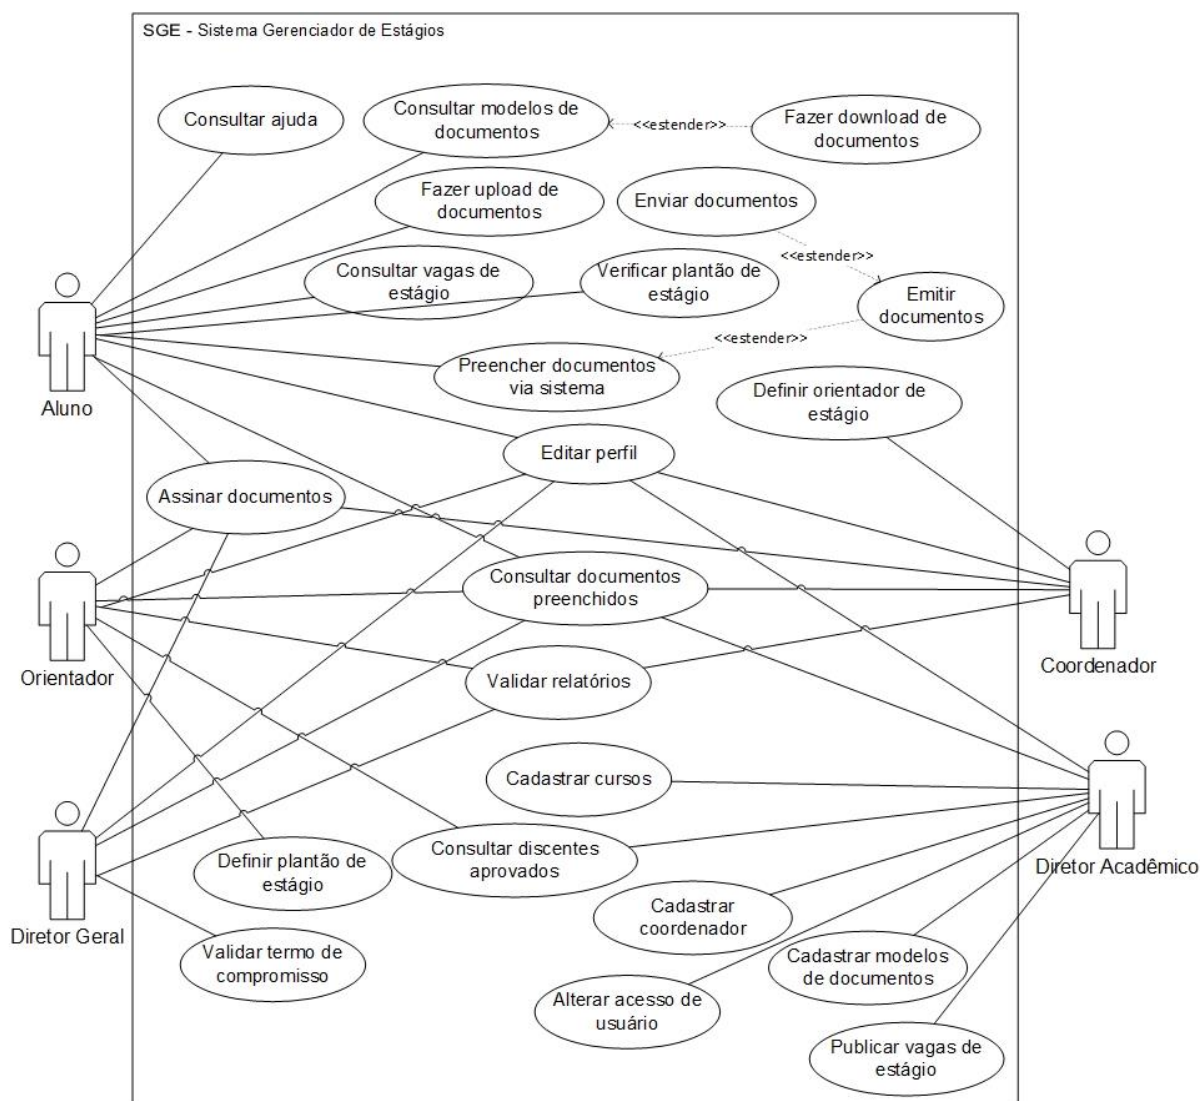 SGE - Sistema Gerenciador de Estágios
Consultar ajuda
Consultar modelos de
documentos
<<estender>>
Fazer download de
documentos
Fazer upload de
documentos
Enviar documentos
<<estender>>
Consultar vagas de
estágio
Verificar plantão de
estágio
Emitir
documentos
<<estender>>
Preencher documentos
via sistema
Aluno
Definir orientador de
estágio
Editar perfil
Assinar documentos
Consultar documentos
preenchidos
Orientador
Coordenador
Validar relatórios
Cadastrar cursos
Consultar discentes
aprovados
Definir plantão de
estágio
Diretor Acadêmico
Diretor Geral
Cadastrar
coordenador
Validar termo de
compromisso
Cadastrar modelos
de documentos
Alterar acesso de
usuário
Publicar vagas de
estágio